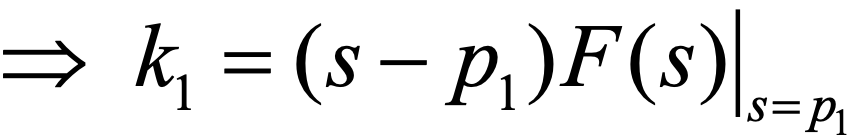 ⇒ k₁ = (s − p₁)F(s)|ₛ₌ₚ₁